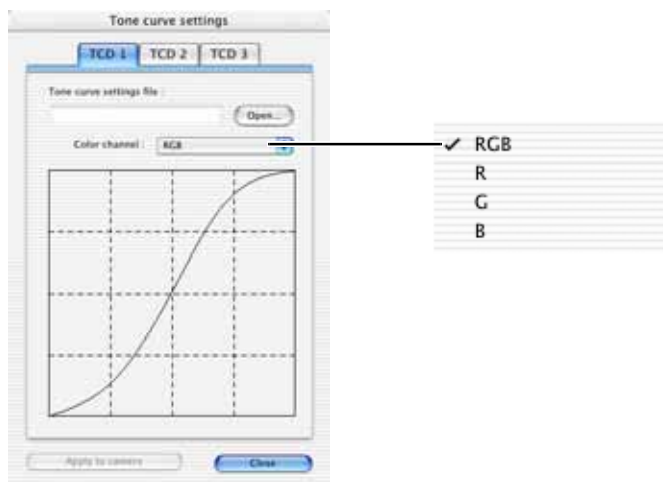 Tone curve settings
TCD 1 TCD 2 TCD 3
Tone curve settings file :
Open...
Color channel : RGB
✓ RGB
R
G
B
Apply to camera Close